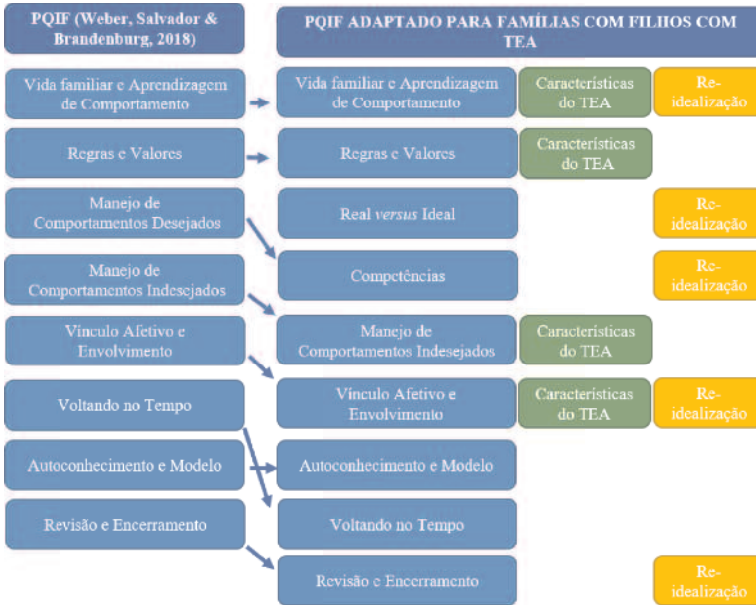 PQIF (Weber, Salvador &
Brandenburg, 2018)
PQIF ADAPTADO PARA FAMÍLIAS COM FILHOS COM
TEA
Vida familiar e Aprendizagem
de Comportamento
Vida familiar e Aprendizagem
de Comportamento
Características
do TEA
Re-
idealização
Regras e Valores
Regras e Valores
Características
do TEA
Manejo de
Comportamentos Desejados
Real versus Ideal
Re-
idealização
Manejo de
Comportamentos Indesejados
Competências
Re-
idealização
Vínculo Afetivo e
Envolvimento
Manejo de
Comportamentos Indesejados
Características
do TEA
Voltando no Tempo
Vínculo Afetivo e
Envolvimento
Características
do TEA
Re-
idealização
Autoconhecimento e Modelo
Autoconhecimento e Modelo
Revisão e Encerramento
Voltando no Tempo
Revisão e Encerramento
Re-
idealização